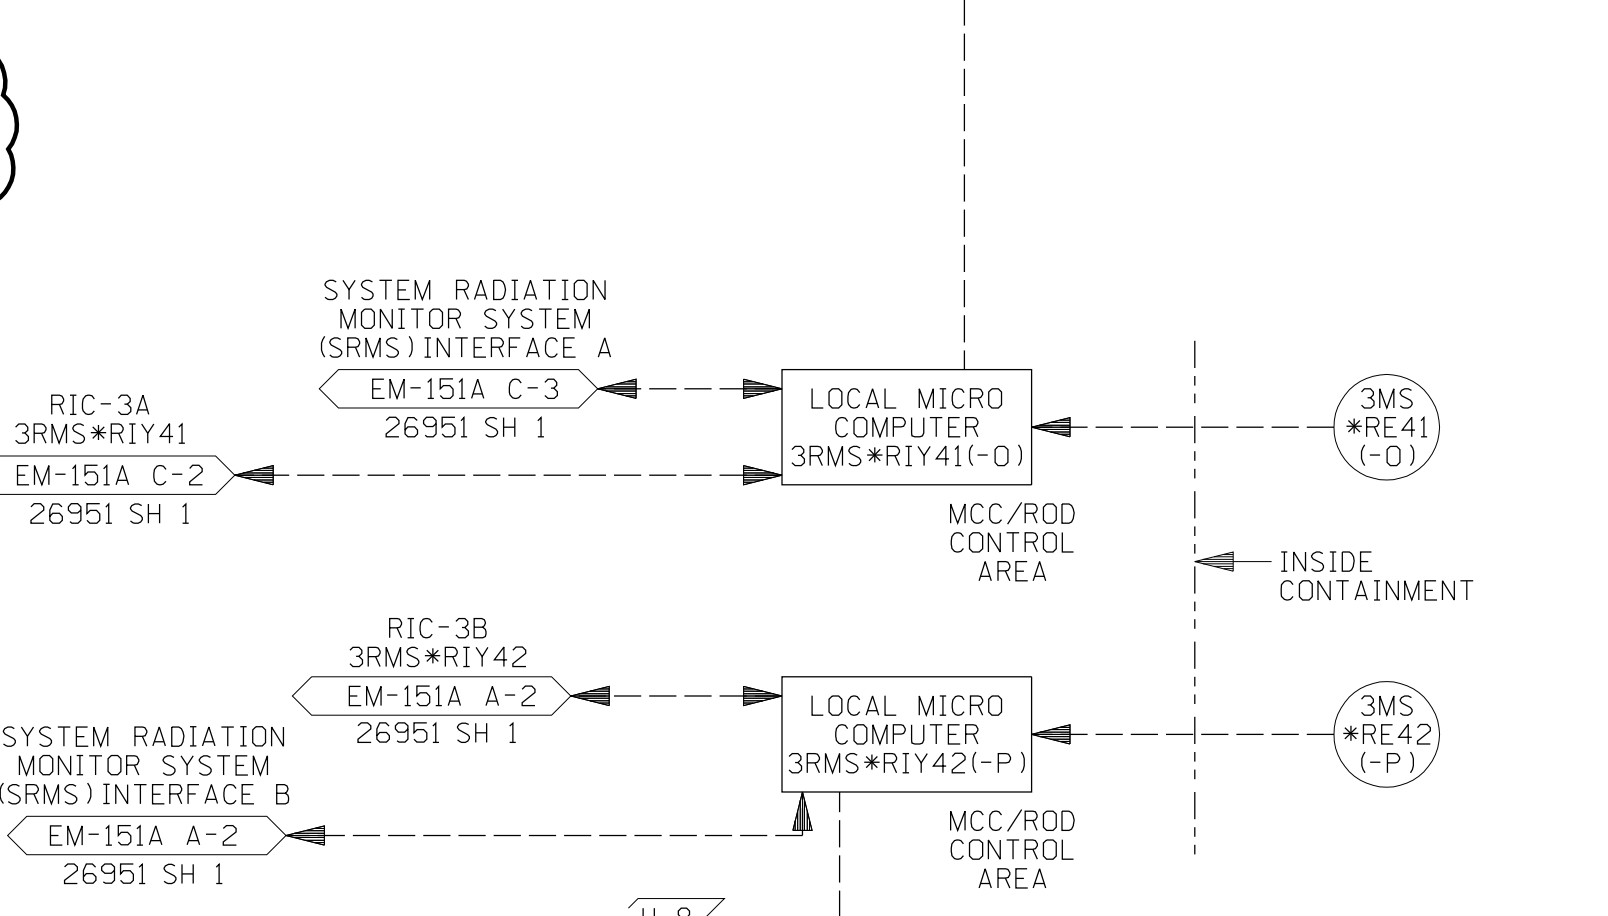 SYSTEM RADIATION
MONITOR SYSTEM
(SRMS)INTERFACE A
EM-151A C-3
26951 SH 1
RIC-3A
3RMS*RIY41
EM-151A C-2
26951 SH 1
LOCAL MICRO
COMPUTER
3RMS*RIY41(-O)
MCC/ROD
CONTROL
AREA
3MS
*RE41
(-O)
INSIDE
CONTAINMENT
RIC-3B
3RMS*RIY42
EM-151A A-2
26951 SH 1
SYSTEM RADIATION
MONITOR SYSTEM
(SRMS)INTERFACE B
EM-151A A-2
26951 SH 1
LOCAL MICRO
COMPUTER
3RMS*RIY42(-P)
MCC/ROD
CONTROL
AREA
3MS
*RE42
(-P)